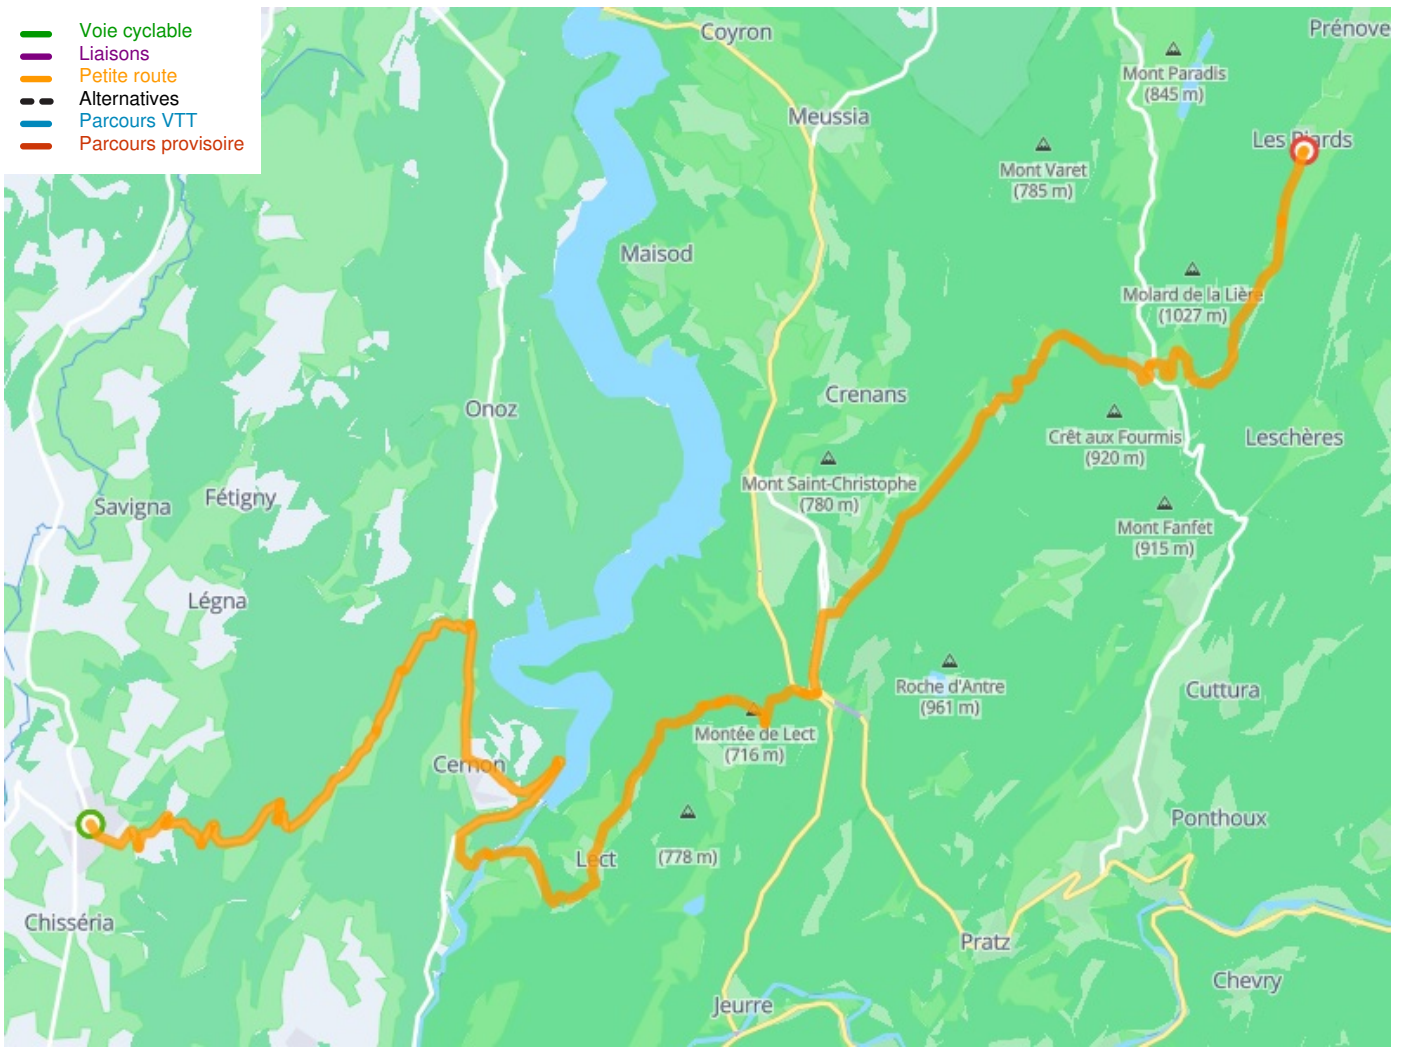 Voie cyclable
Liaisons
Petite route
Alternatives
Parcours VTT
Parcours provisoire
Coyron
Prénove
Mont Paradis
(845 m)
Meussia
Les Piards
Mont Varet
(785 m)
Maisod
Molard de la Lière
(1027 m)
Crenans
Onoz
Crêt aux Fourmis
(920 m)
Leschères
Mont Saint-Christophe
(780 m)
Fétigny
Savigna
Mont Fanfet
(915 m)
Légna
Roche d'Antre
(961 m)
Cuttura
Montée de Lect
(716 m)
Cernon
Ponthoux
Lect
(778 m)
Chisséria
Pratz
Chevry
Jeurre